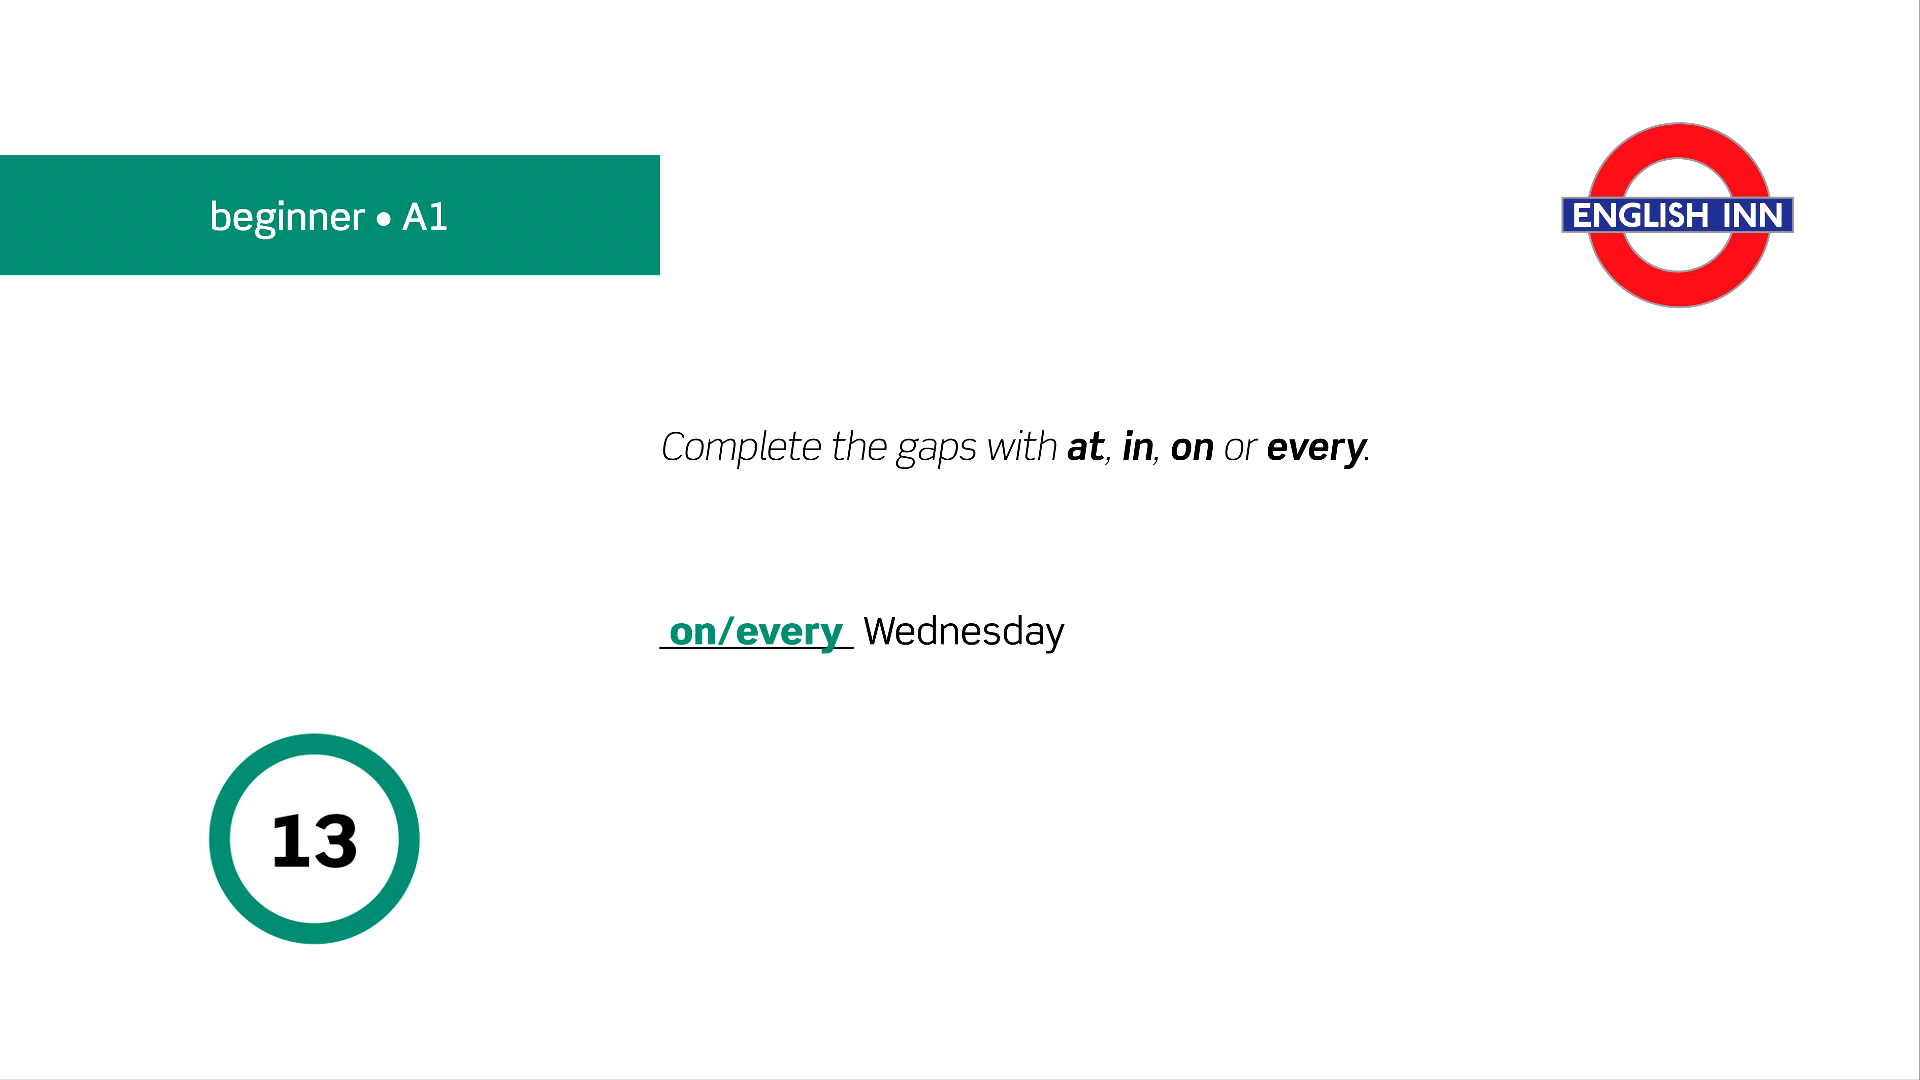 beginner • A1
ENGLISH INN
Complete the gaps with at, in, on or every.
on/every Wednesday
13